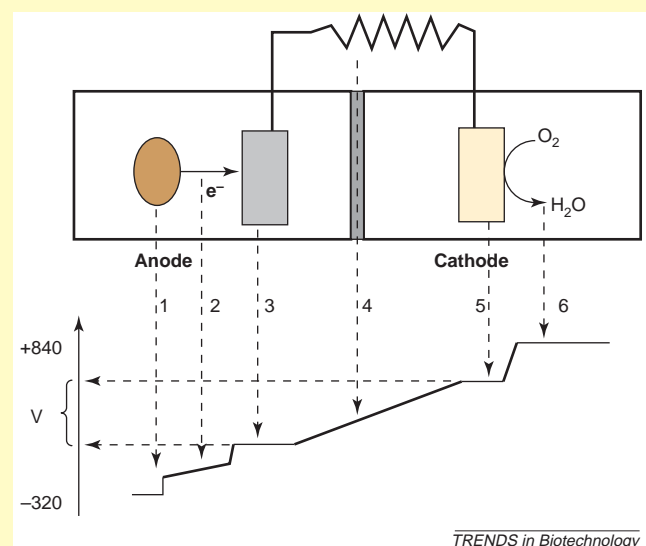 O₂
e⁻
H₂O
Anode
Cathode
1 2 3 4 5 6
+840
V
–320
TRENDS in Biotechnology